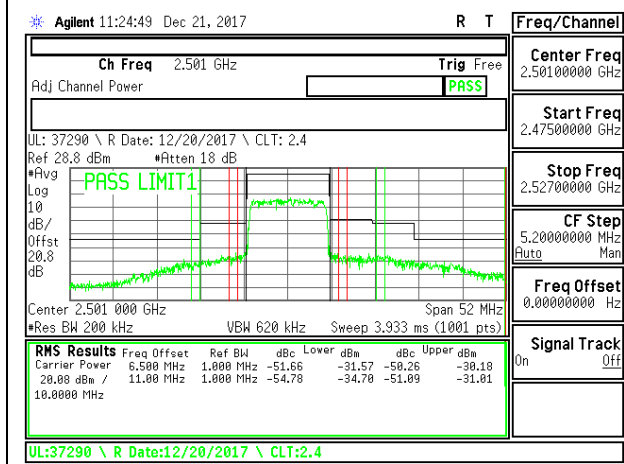 Agilent 11:24:49 Dec 21, 2017 R T
Freq/Channel
Ch Freq 2.501 GHz Trig Free
Adj Channel Power PASS
UL: 37290 \ R Date: 12/20/2017 \ CLT: 2.4
Ref 28.8 dBm #Atten 18 dB
#Avg
Log
10
dB/
Offst
20.8
dB
PASS LIMIT1
Center 2.501 000 GHz Span 52 MHz
#Res BW 200 kHz VBW 620 kHz Sweep 3.933 ms (1001 pts)
RMS Results Freq Offset Ref BW dBc Lower dBm dBc Upper dBm
Carrier Power 6.500 MHz 1.000 MHz -51.66 -31.57 -50.26 -30.18
20.08 dBm / 11.00 MHz 1.000 MHz -54.78 -34.70 -51.09 -31.01
10.0000 MHz
UL:37290 \ R Date:12/20/2017 \ CLT:2.4
Center Freq
2.50100000 GHz
Start Freq
2.47500000 GHz
Stop Freq
2.52700000 GHz
CF Step
5.20000000 MHz
Auto Man
Freq Offset
0.00000000 Hz
Signal Track
On Off